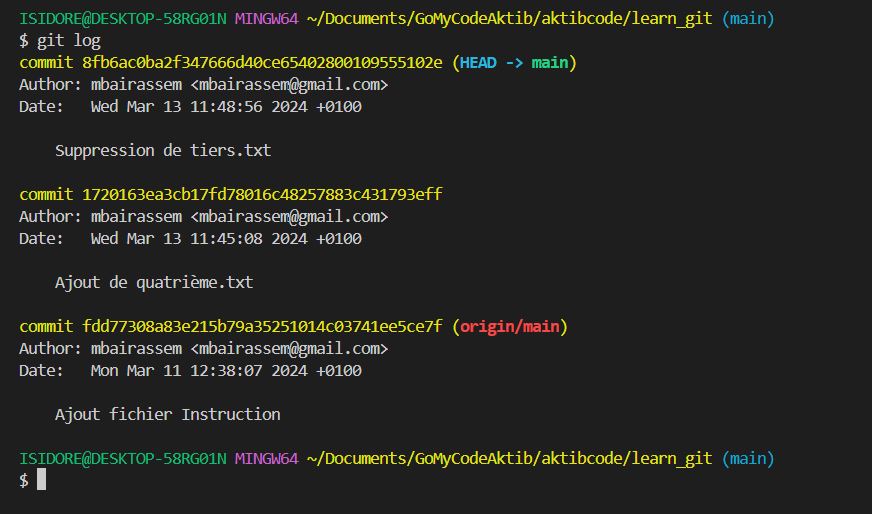 ISIDORE@DESKTOP-58RG01N MINGW64 ~/Documents/GoMyCodeAktib/aktibcode/learn_git (main)
$ git log
commit 8fb6ac0ba2f347666d40ce65402800109555102e (HEAD -> main)
Author: mbairassem <mbairassem@gmail.com>
Date:   Wed Mar 13 11:48:56 2024 +0100
    Suppression de tiers.txt
commit 1720163ea3cb17fd78016c48257883c431793eff
Author: mbairassem <mbairassem@gmail.com>
Date:   Wed Mar 13 11:45:08 2024 +0100
    Ajout de quatrième.txt
commit fdd77308a83e215b79a35251014c03741ee5ce7f (origin/main)
Author: mbairassem <mbairassem@gmail.com>
Date:   Mon Mar 11 12:38:07 2024 +0100
    Ajout fichier Instruction
ISIDORE@DESKTOP-58RG01N MINGW64 ~/Documents/GoMyCodeAktib/aktibcode/learn_git (main)
$